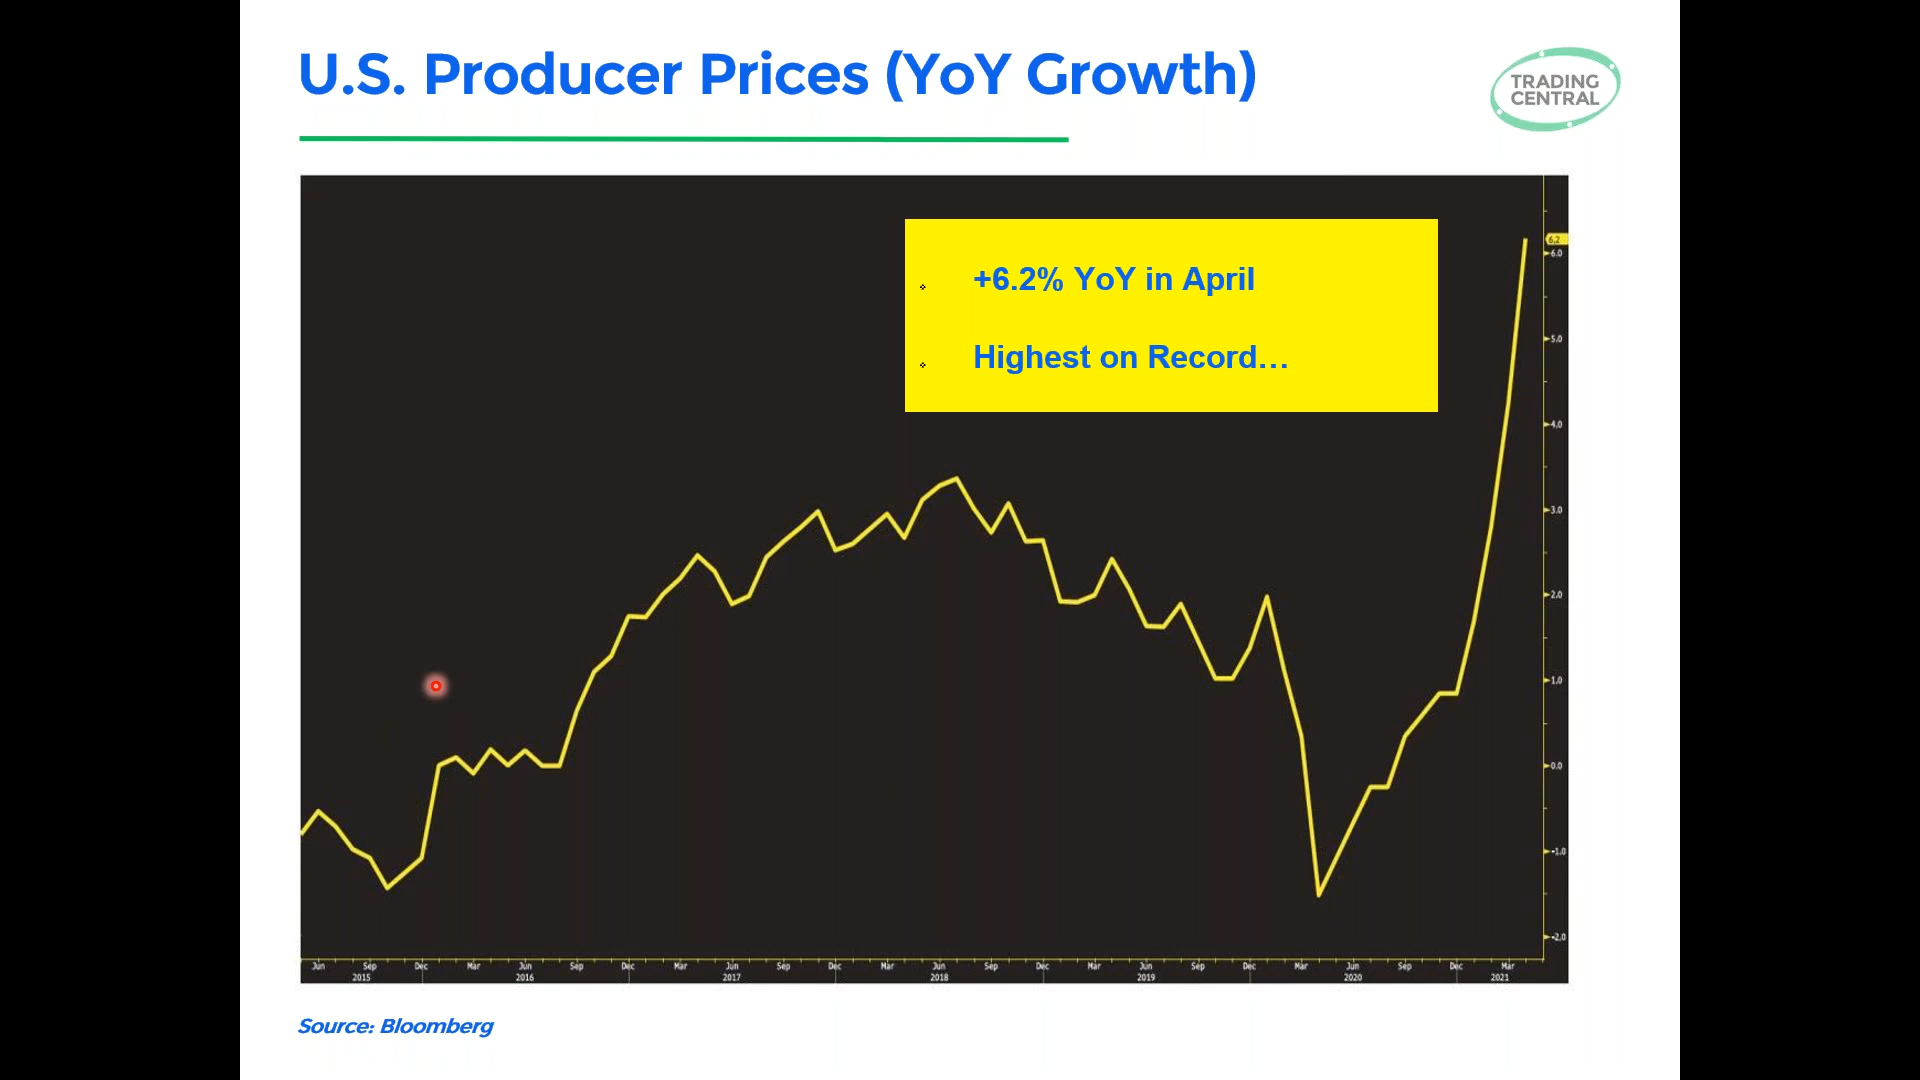 U.S. Producer Prices (YoY Growth)
TRADING
CENTRAL
+6.2% YoY in April
Highest on Record…
6,2
6.0
5.0
4,0
3.0
2.0
1.0
0.0
-1.0
-2.0
Jun Sep Dec Mar Jun Sep Dec Mar Jun Sep Dec Mar Jun Sep Dec Mar Jun Sep Dec Mar Jun Sep Dec Mar
2015 2016 2017 2018 2019 2020 2021
Source: Bloomberg